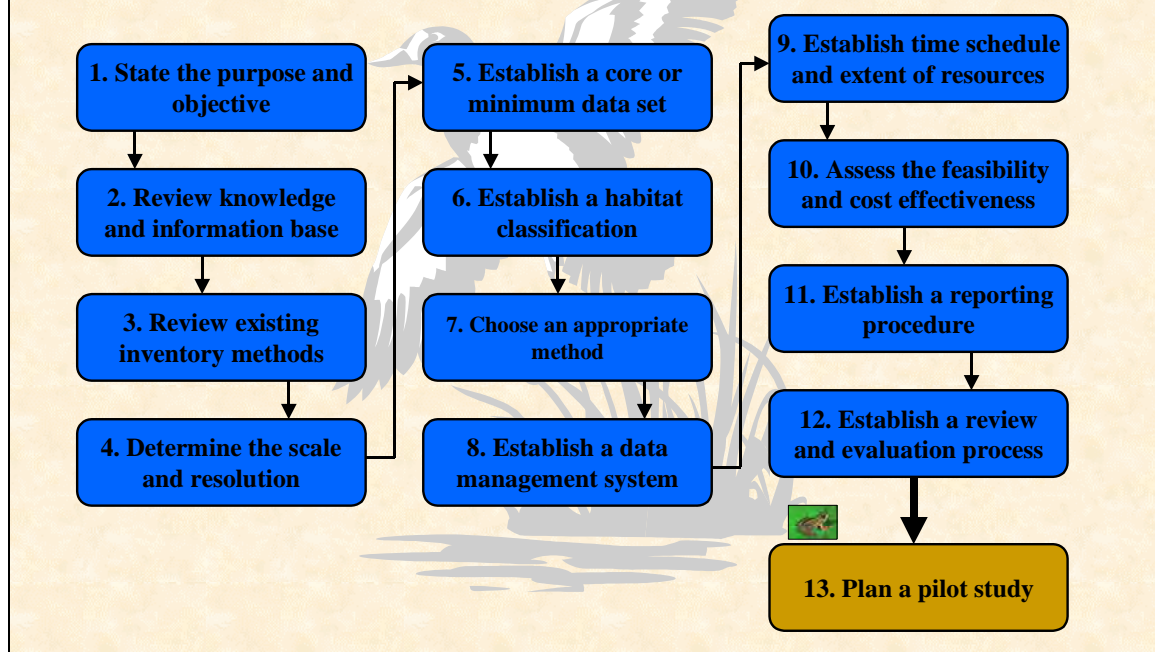 1. State the purpose and
objective
2. Review knowledge
and information base
3. Review existing
inventory methods
4. Determine the scale
and resolution
5. Establish a core or
minimum data set
6. Establish a habitat
classification
7. Choose an appropriate
method
8. Establish a data
management system
9. Establish time schedule
and extent of resources
10. Assess the feasibility
and cost effectiveness
11. Establish a reporting
procedure
12. Establish a review
and evaluation process
13. Plan a pilot study